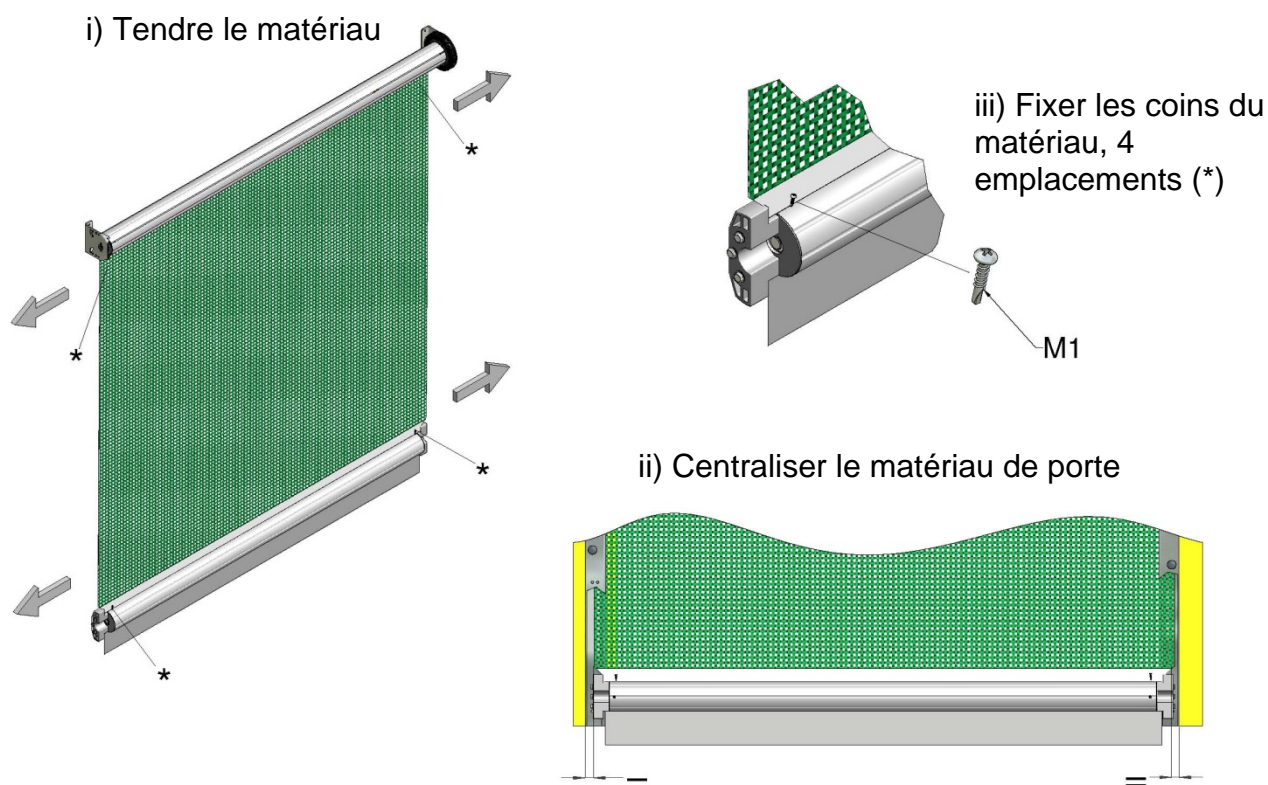 i) Tendre le matériau
*
*
*
*
iii) Fixer les coins du
matériau, 4
emplacements (*)
M1
ii) Centraliser le matériau de porte